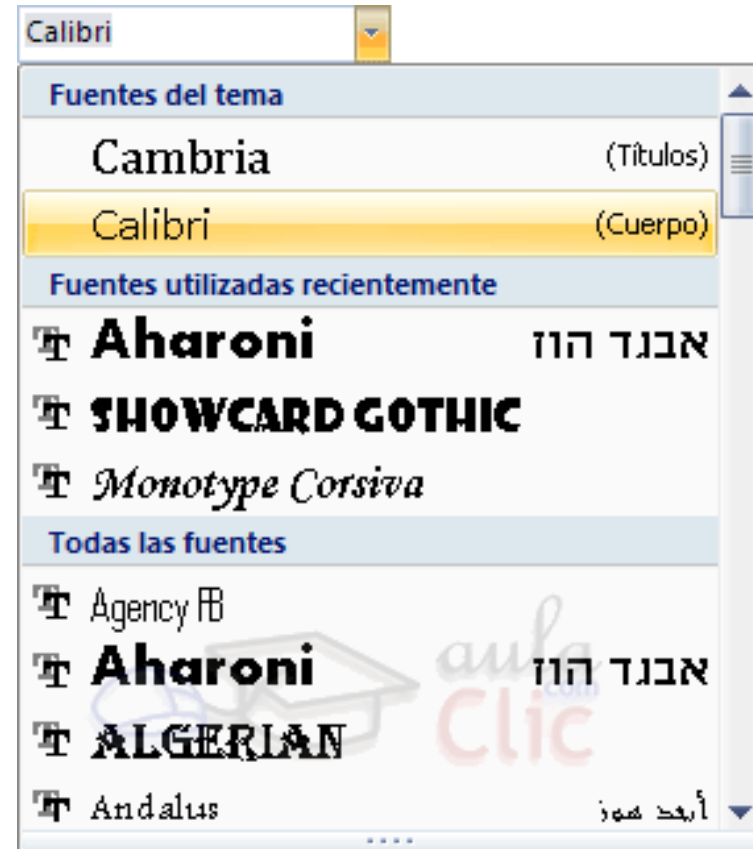 Calibri
Fuentes del tema
Cambria (Títulos)
Calibri (Cuerpo)
Fuentes utilizadas recientemente
Aharoni אבגד הוז
SHOWCARD GOTHIC
Monotype Corsiva
Todas las fuentes
Agency FB
Aharoni אבגד הוז
ALGERIAN
Andalus أبجد هوز
aula
.com
Clic